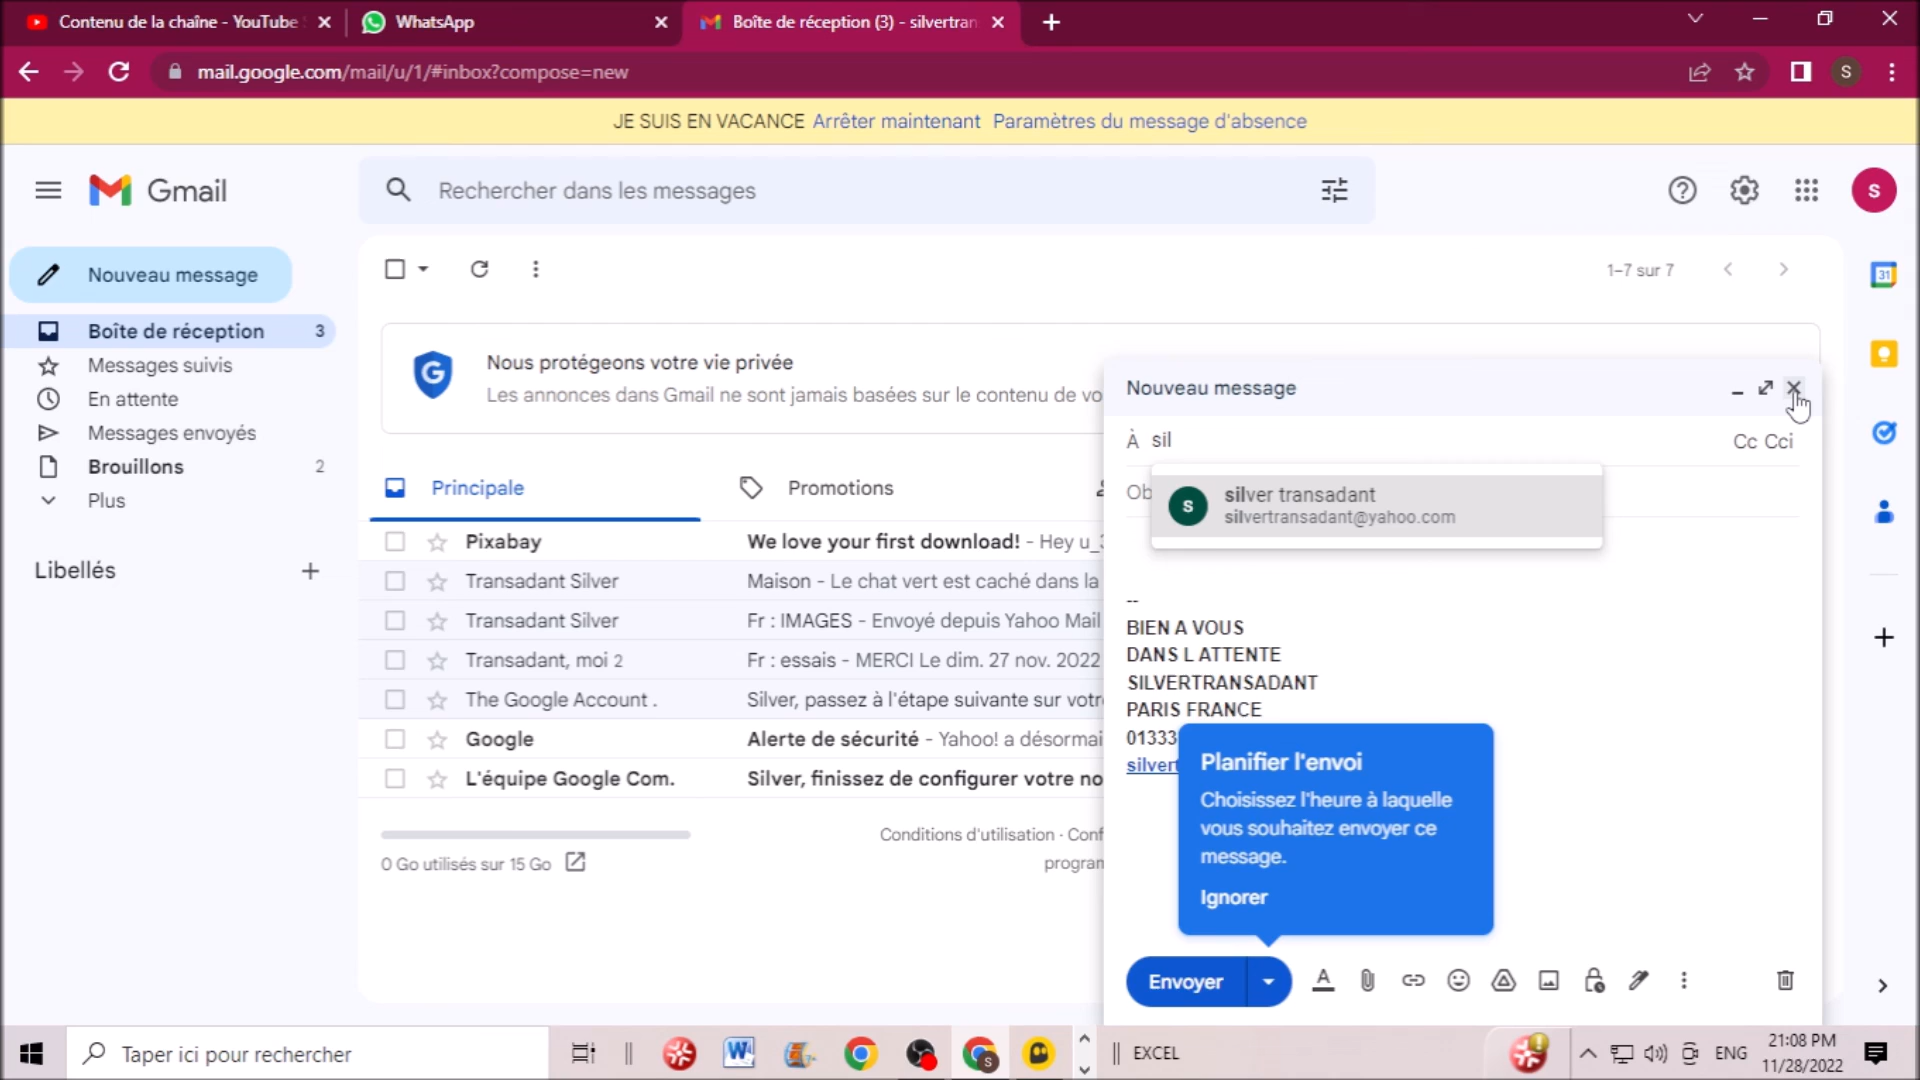 Contenu de la chaîne - YouTube
WhatsApp
Boîte de réception (3) - silvertran
mail.google.com/mail/u/1/#inbox?compose=new
S
JE SUIS EN VACANCE Arrêter maintenant Paramètres du message d'absence
Gmail
Rechercher dans les messages
S
Nouveau message
Boîte de réception 3
Messages suivis
En attente
Messages envoyés
Brouillons 2
Plus
Libellés
1–7 sur 7
31
Nous protégeons votre vie privée
Les annonces dans Gmail ne sont jamais basées sur le contenu de vo
Principale
Promotions
Pixabay We love your first download! - Hey u_3
Transadant Silver Maison - Le chat vert est caché dans la
Transadant Silver Fr : IMAGES - Envoyé depuis Yahoo Mail
Transadant, moi 2 Fr : essais - MERCI Le dim. 27 nov. 2022
The Google Account . Silver, passez à l'étape suivante sur votr
Google Alerte de sécurité - Yahoo! a désormai
L'équipe Google Com. Silver, finissez de configurer votre no
0 Go utilisés sur 15 Go
Conditions d'utilisation · Conf
program
Nouveau message
À sil
Cc Cci
Ob
S
silver transadant
silvertransadant@yahoo.com
--
BIEN A VOUS
DANS L ATTENTE
SILVERTRANSADANT
PARIS FRANCE
01333
silvert
Planifier l'envoi
Choisissez l'heure à laquelle
vous souhaitez envoyer ce
message.
Ignorer
Envoyer
Taper ici pour rechercher
EXCEL
ENG
21:08 PM
11/28/2022